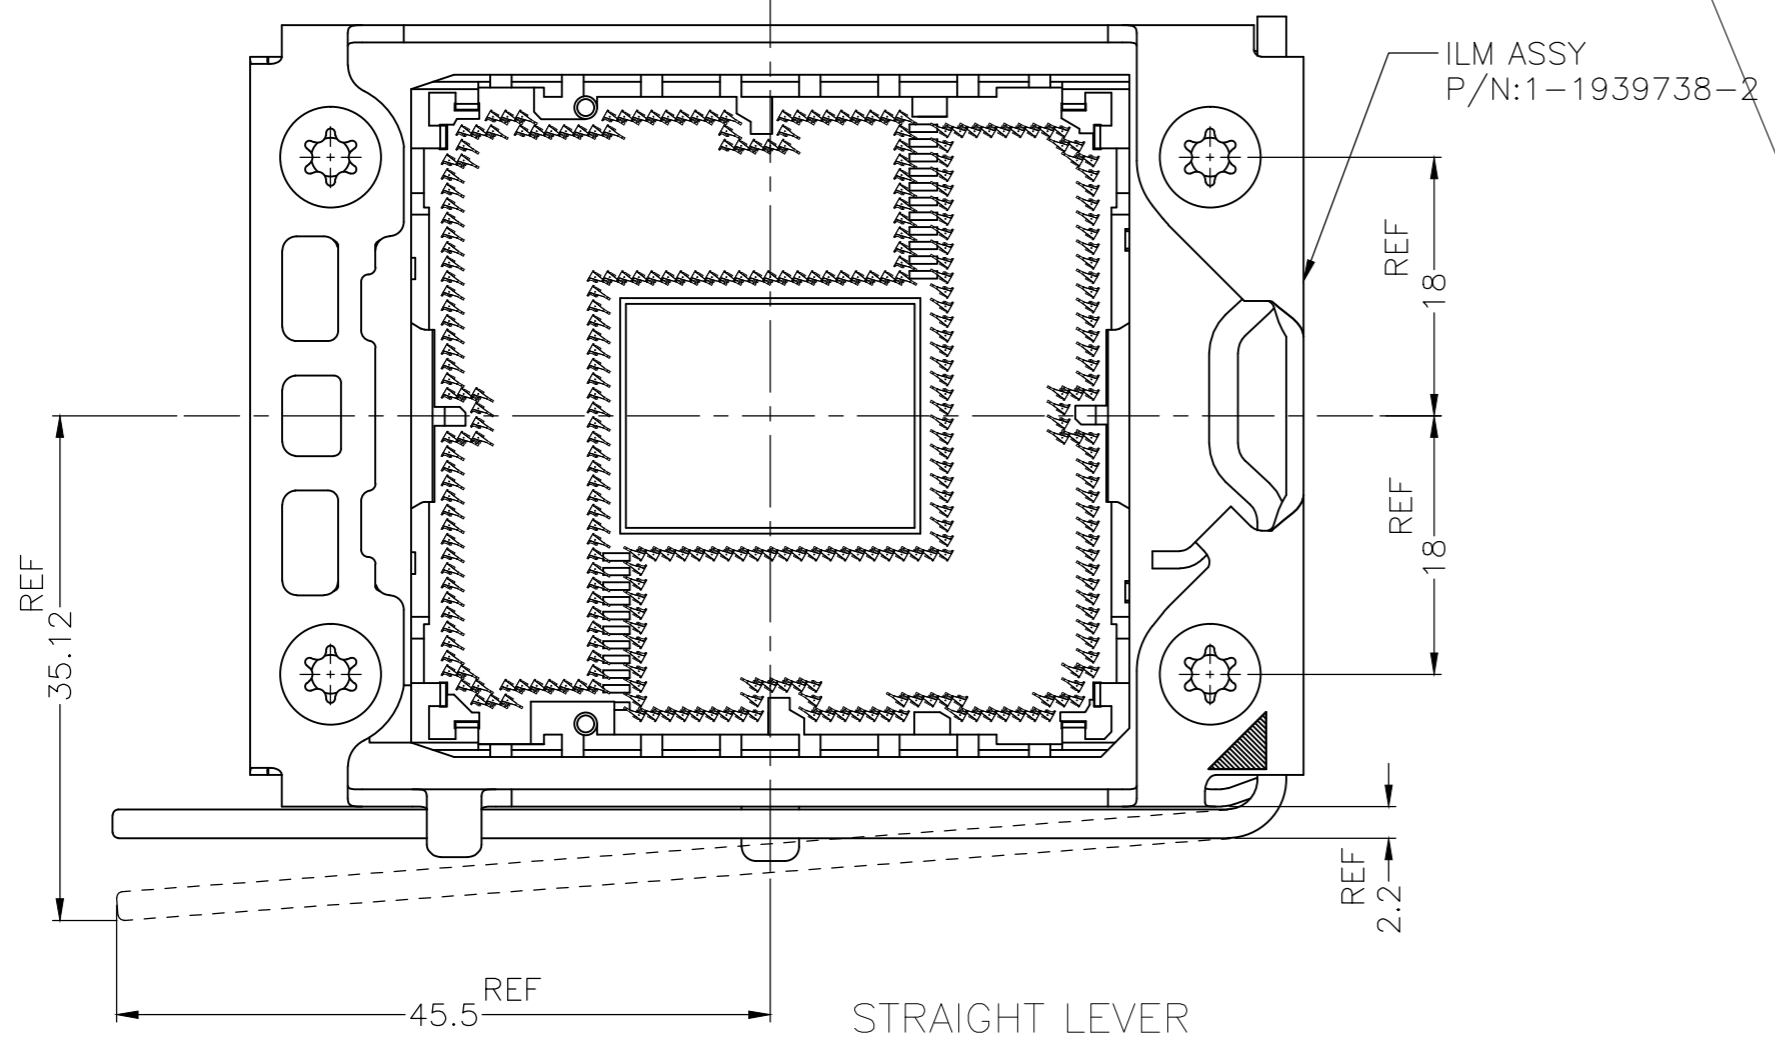 ILM ASSY
P/N:1-1939738-2
REF
18
REF
18
REF
35.12
REF
2.2
REF
45.5
STRAIGHT LEVER